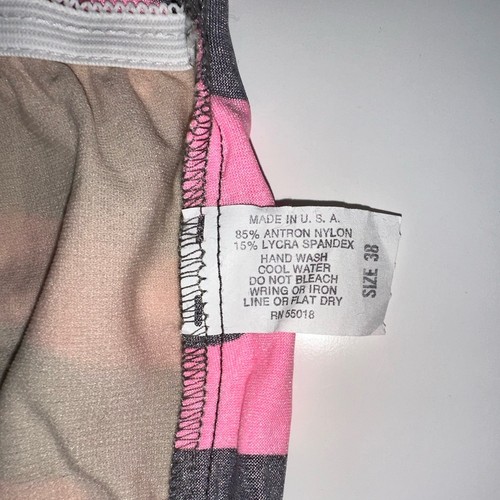 MADE IN U. S. A.
85% ANTRON NYLON
15% LYCRA SPANDEX
HAND WASH
COOL WATER
DO NOT BLEACH
WRING OR IRON
LINE OR FLAT DRY
RN 55018
SIZE 38